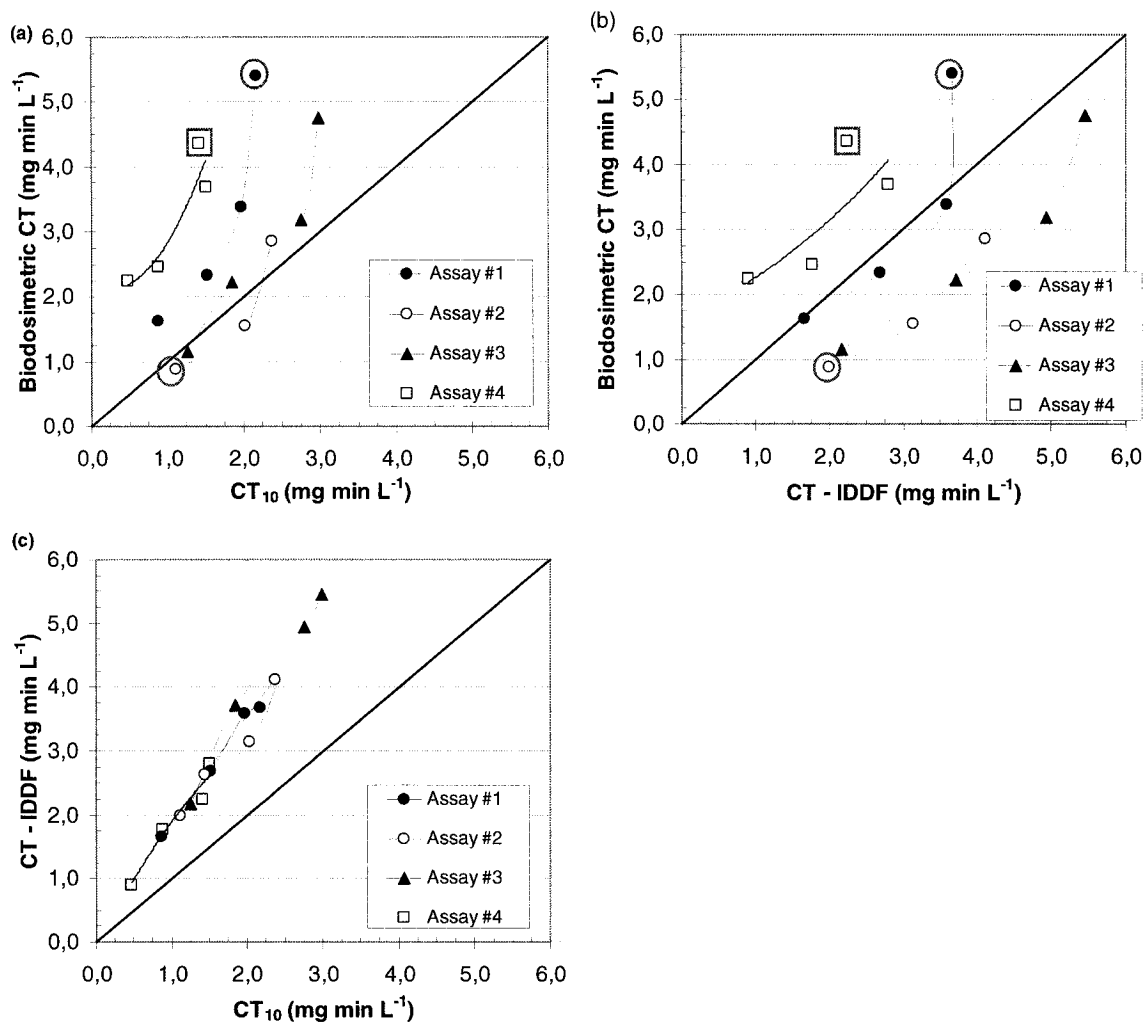 (a)
6,0
5,0
4,0
3,0
2,0
1,0
0,0
Biodosimetric CT (mg min L⁻¹)
Assay #1
Assay #2
Assay #3
Assay #4
0,0 1,0 2,0 3,0 4,0 5,0 6,0
CT₁₀ (mg min L⁻¹)
(b)
6,0
5,0
4,0
3,0
2,0
1,0
0,0
Biodosimetric CT (mg min L⁻¹)
Assay #1
Assay #2
Assay #3
Assay #4
0,0 1,0 2,0 3,0 4,0 5,0 6,0
CT - IDDF (mg min L⁻¹)
(c)
6,0
5,0
4,0
3,0
2,0
1,0
0,0
CT - IDDF (mg min L⁻¹)
Assay #1
Assay #2
Assay #3
Assay #4
0,0 1,0 2,0 3,0 4,0 5,0 6,0
CT₁₀ (mg min L⁻¹)